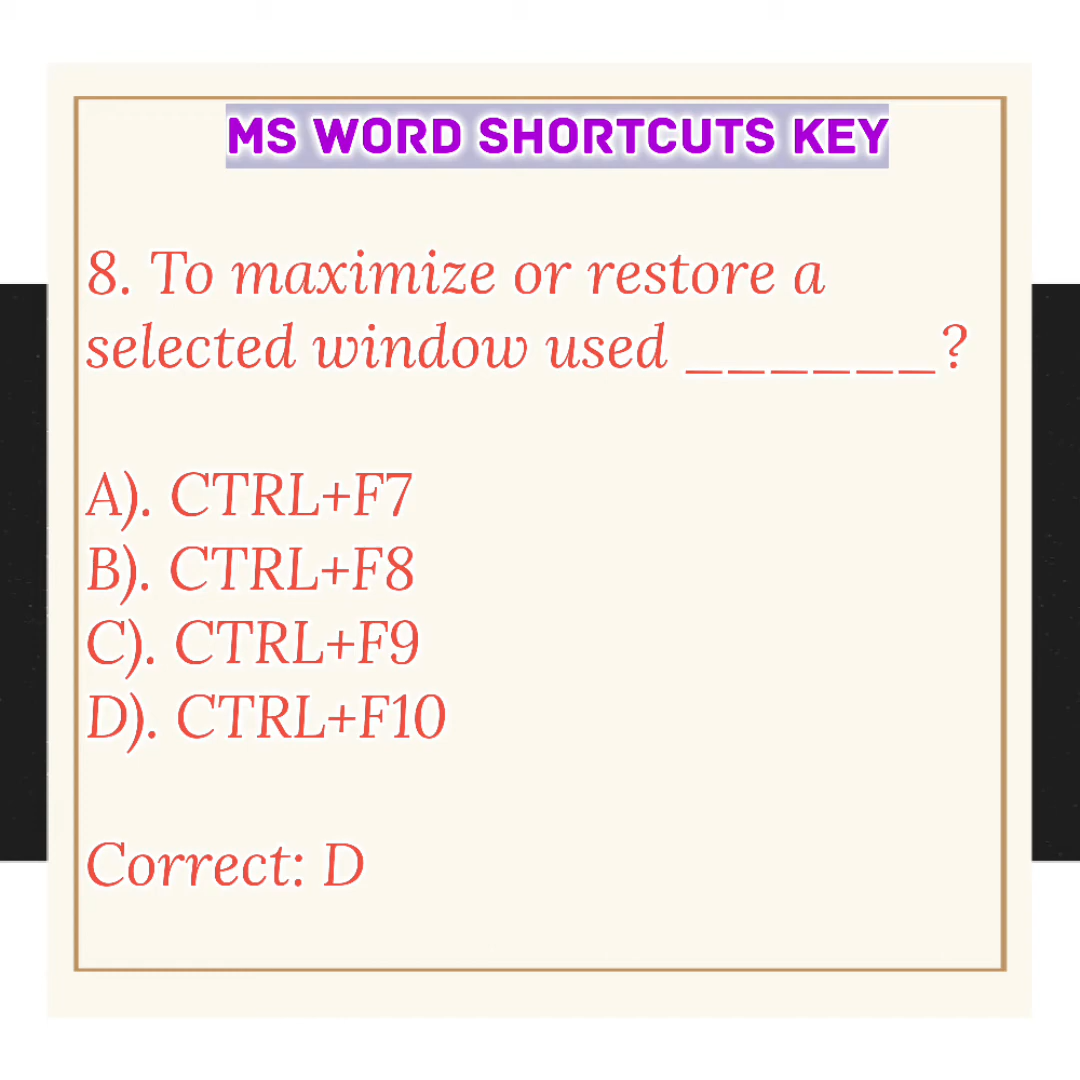 MS WORD SHORTCUTS KEY
8. To maximize or restore a
selected window used ______?
A). CTRL+F7
B). CTRL+F8
C). CTRL+F9
D). CTRL+F10
Correct: D